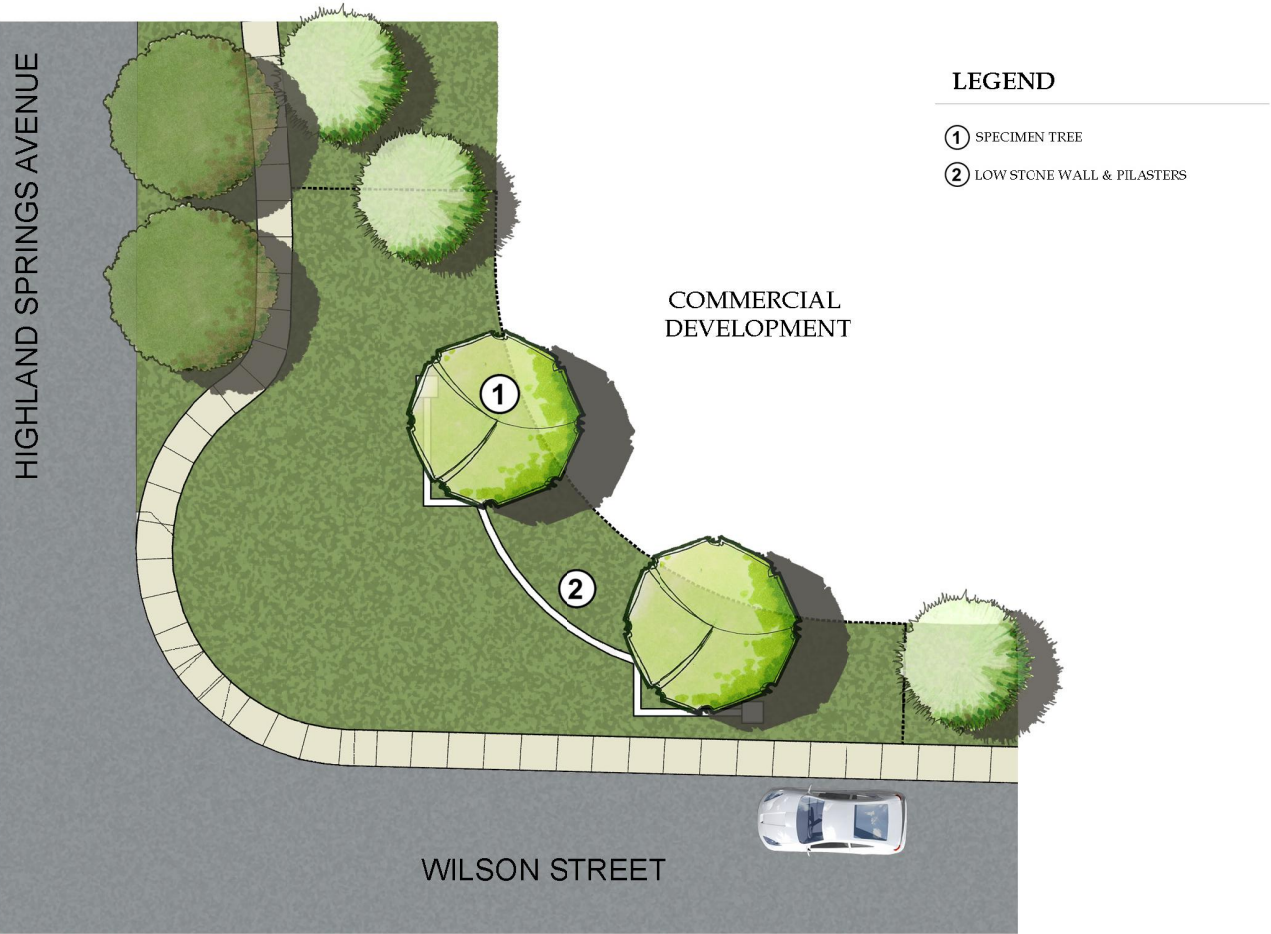 HIGHLAND SPRINGS AVENUE
LEGEND
1 SPECIMEN TREE
2 LOW STONE WALL & PILASTERS
COMMERCIAL
DEVELOPMENT
1
2
WILSON STREET